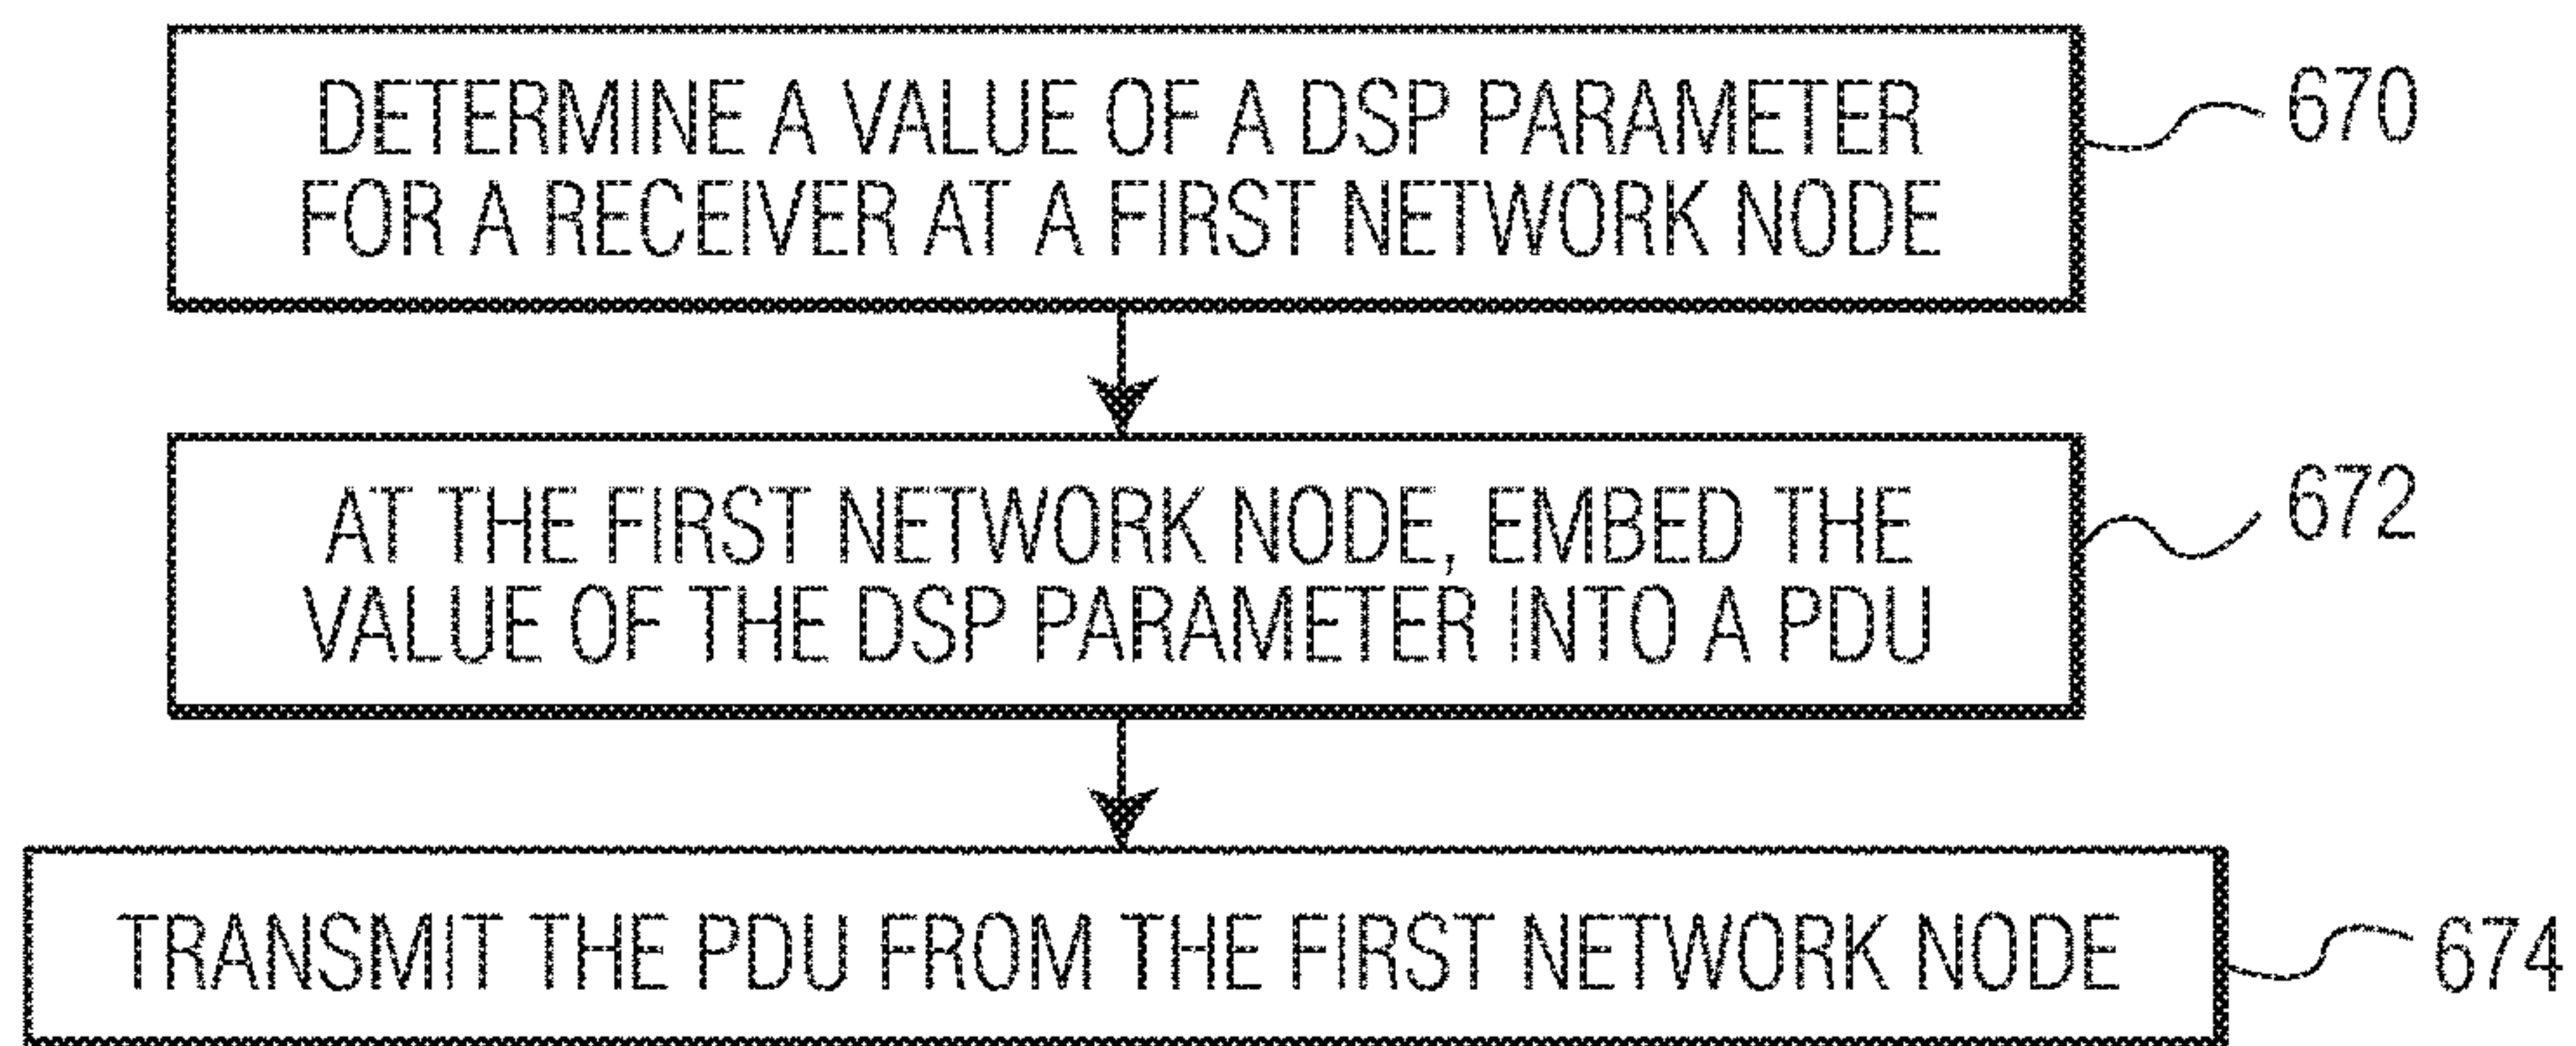 DETERMINE A VALUE OF A DSP PARAMETER
FOR A RECEIVER AT A FIRST NETWORK NODE
670
AT THE FIRST NETWORK NODE, EMBED THE
VALUE OF THE DSP PARAMETER INTO A PDU
672
TRANSMIT THE PDU FROM THE FIRST NETWORK NODE
674